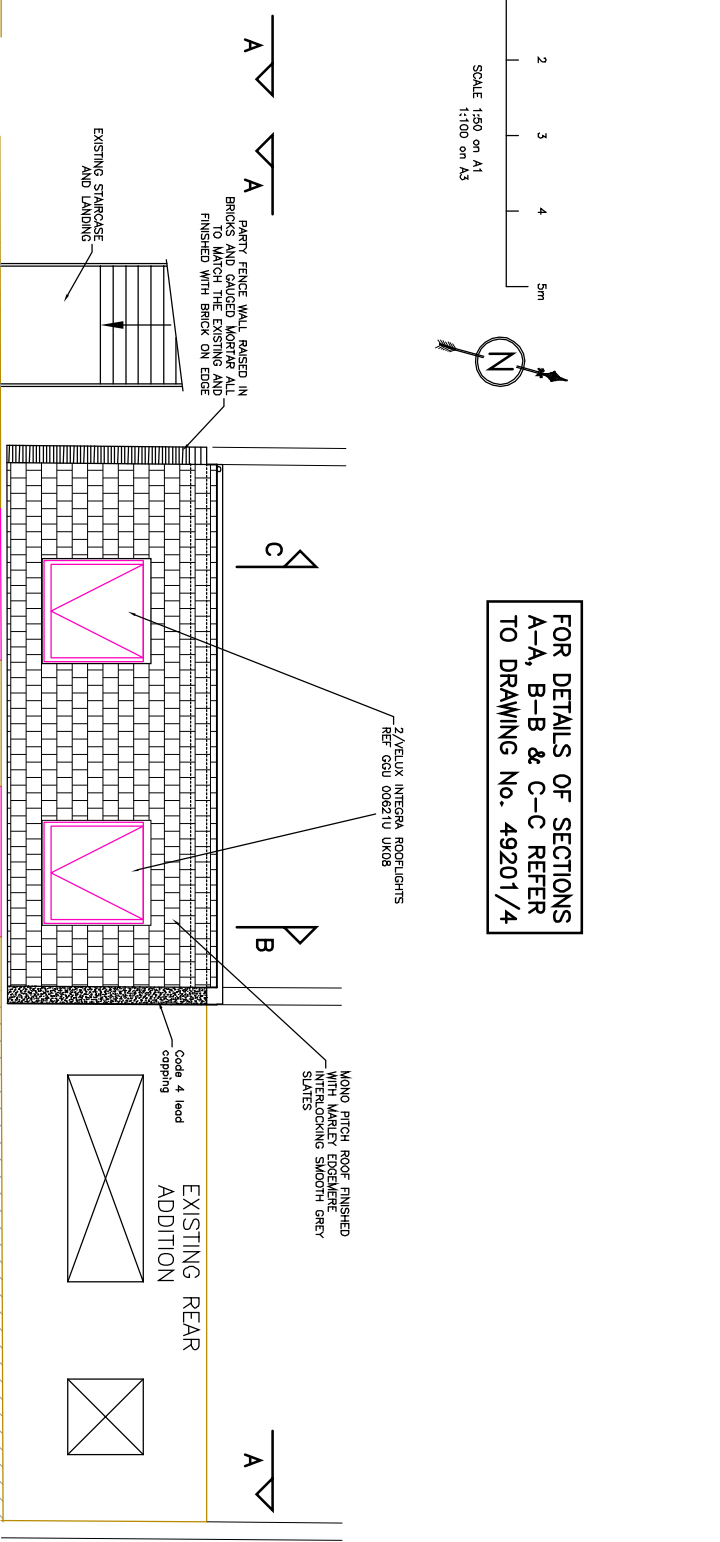 2
3
4
5m
SCALE 1:50 on A1
1:100 on A3
N
A
A
EXISTING STAIRCASE
AND LANDING
PARTY FENCE WALL RAISED IN
BRICKS AND GAUGED MORTAR ALL
TO MATCH THE EXISTING AND
FINISHED WITH BRICK ON EDGE
C
FOR DETAILS OF SECTIONS
A-A, B-B & C-C REFER
TO DRAWING No. 49201/4
2/VELUX INTEGRA ROOFLIGHTS
REF GGU 00621U UK08
B
MONO PITCH ROOF FINISHED
WITH MARLEY EDGEMERE
INTERLOCKING SMOOTH GREY
SLATES
Code 4 lead
capping
EXISTING REAR
ADDITION
A